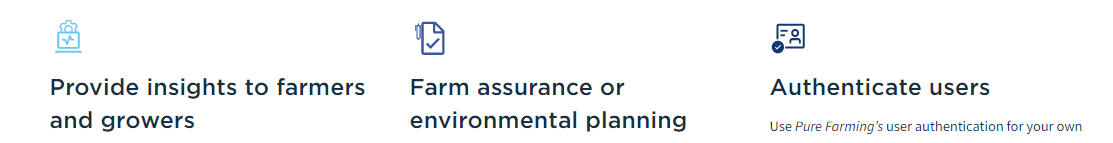 Provide insights to farmers
and growers
Farm assurance or
environmental planning
Authenticate users
Use Pure Farming's user authentication for your own